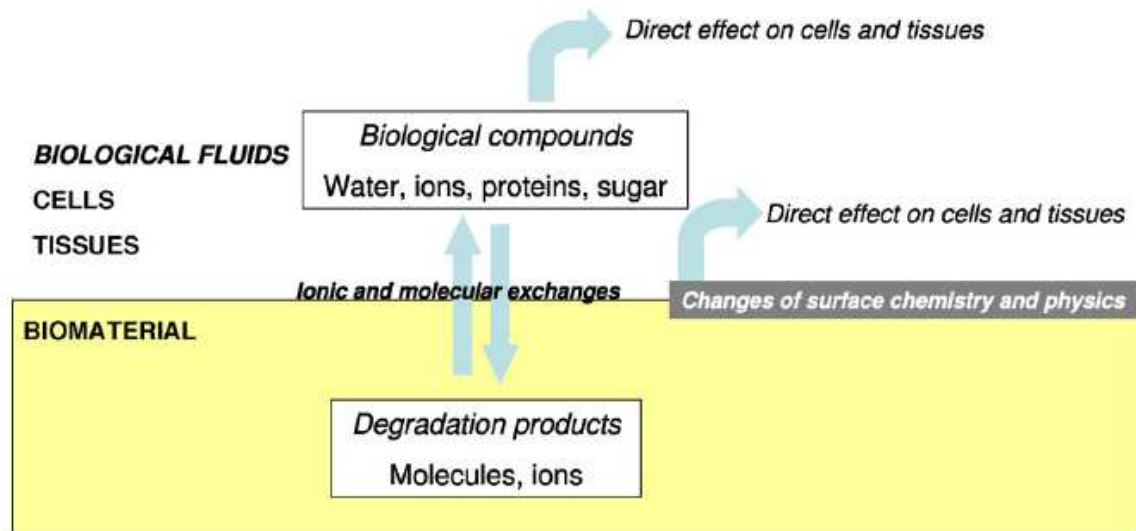 Direct effect on cells and tissues
Biological compounds
Water, ions, proteins, sugar
BIOLOGICAL FLUIDS
CELLS
TISSUES
Direct effect on cells and tissues
Ionic and molecular exchanges
Changes of surface chemistry and physics
BIOMATERIAL
Degradation products
Molecules, ions